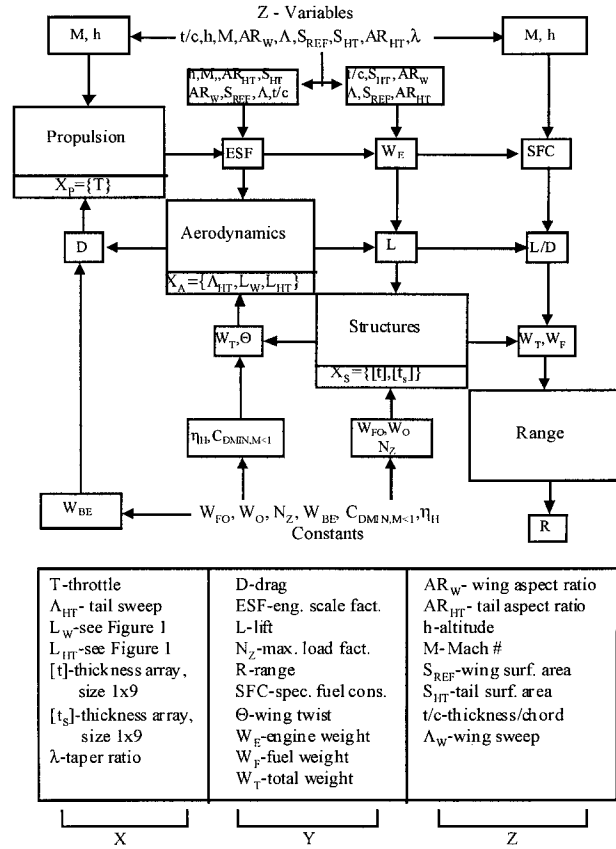 Z - Variables
M, h
t/c,h,M,AR_W,Λ,S_REF,S_HT,AR_HT,λ
M, h
h,M,,AR_HT,S_HT
AR_W,S_REF,Λ,t/c
t/c,S_HT,AR_W
Λ,S_REF,AR_HT
Propulsion
X_P={T}
ESF
W_E
SFC
D
Aerodynamics
X_A={Λ_HT,L_W,L_HT}
L
L/D
W_T,Θ
Structures
X_S={[t],[t_s]}
W_T, W_F
η_H, C_DMIN,M<1
W_FO, W_O
N_Z
Range
W_BE
W_FO, W_O, N_Z, W_BE, C_DMIN,M<1,η_H
Constants
R
T-throttle
Λ_HT- tail sweep
L_W-see Figure 1
L_HT-see Figure 1
[t]-thickness array,
size 1x9
[t_S]-thickness array,
size 1x9
λ-taper ratio
D-drag
ESF-eng. scale fact.
L-lift
N_Z-max. load fact.
R-range
SFC-spec. fuel cons.
Θ-wing twist
W_E-engine weight
W_F-fuel weight
W_T-total weight
AR_W- wing aspect ratio
AR_HT- tail aspect ratio
h-altitude
M-Mach #
S_REF-wing surf. area
S_HT-tail surf. area
t/c-thickness/chord
Λ_W-wing sweep
X
Y
Z